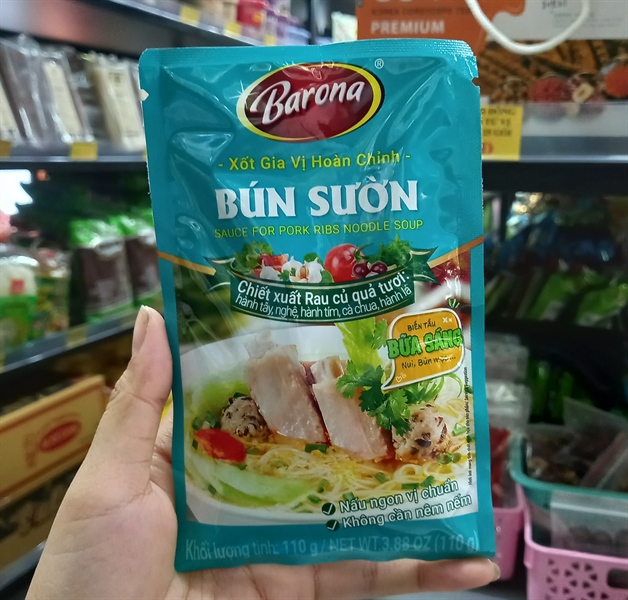 PREMIUM
Barona®
- Xốt Gia Vị Hoàn Chỉnh -
BÚN SƯỜN
SAUCE FOR PORK RIBS NOODLE SOUP
Chiết xuất Rau củ quả tươi:
hành tây, nghệ, hành tím, cà chua, hành lá
BIẾN TẤU
BỮA SÁNG
Nui, Bún mọc...
✓ Nấu ngon vị chuẩn
✓ Không cần nêm nếm
Khối lượng tịnh: 110 g / NET WT 3.88 OZ (110 g)
BARONA